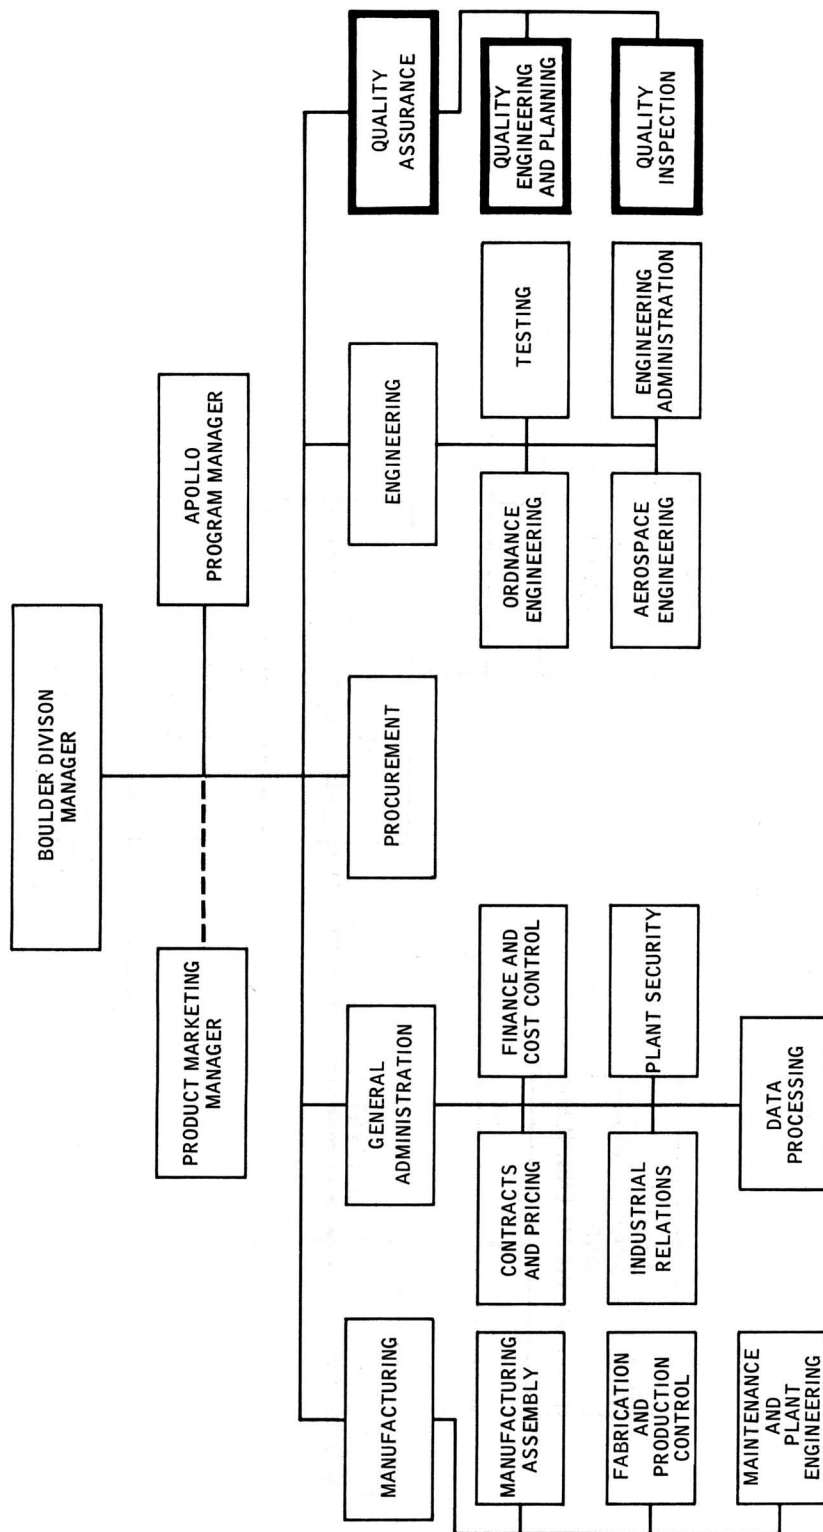 BOULDER DIVISON
MANAGER
PRODUCT MARKETING
MANAGER
APOLLO
PROGRAM MANAGER
MANUFACTURING
GENERAL
ADMINISTRATION
PROCUREMENT
ENGINEERING
QUALITY
ASSURANCE
MANUFACTURING
ASSEMBLY
CONTRACTS
AND PRICING
FINANCE AND
COST CONTROL
ORDNANCE
ENGINEERING
TESTING
QUALITY
ENGINEERING
AND PLANNING
FABRICATION
AND
PRODUCTION
CONTROL
INDUSTRIAL
RELATIONS
PLANT SECURITY
AEROSPACE
ENGINEERING
ENGINEERING
ADMINISTRATION
QUALITY
INSPECTION
MAINTENANCE
AND
PLANT
ENGINEERING
DATA
PROCESSING